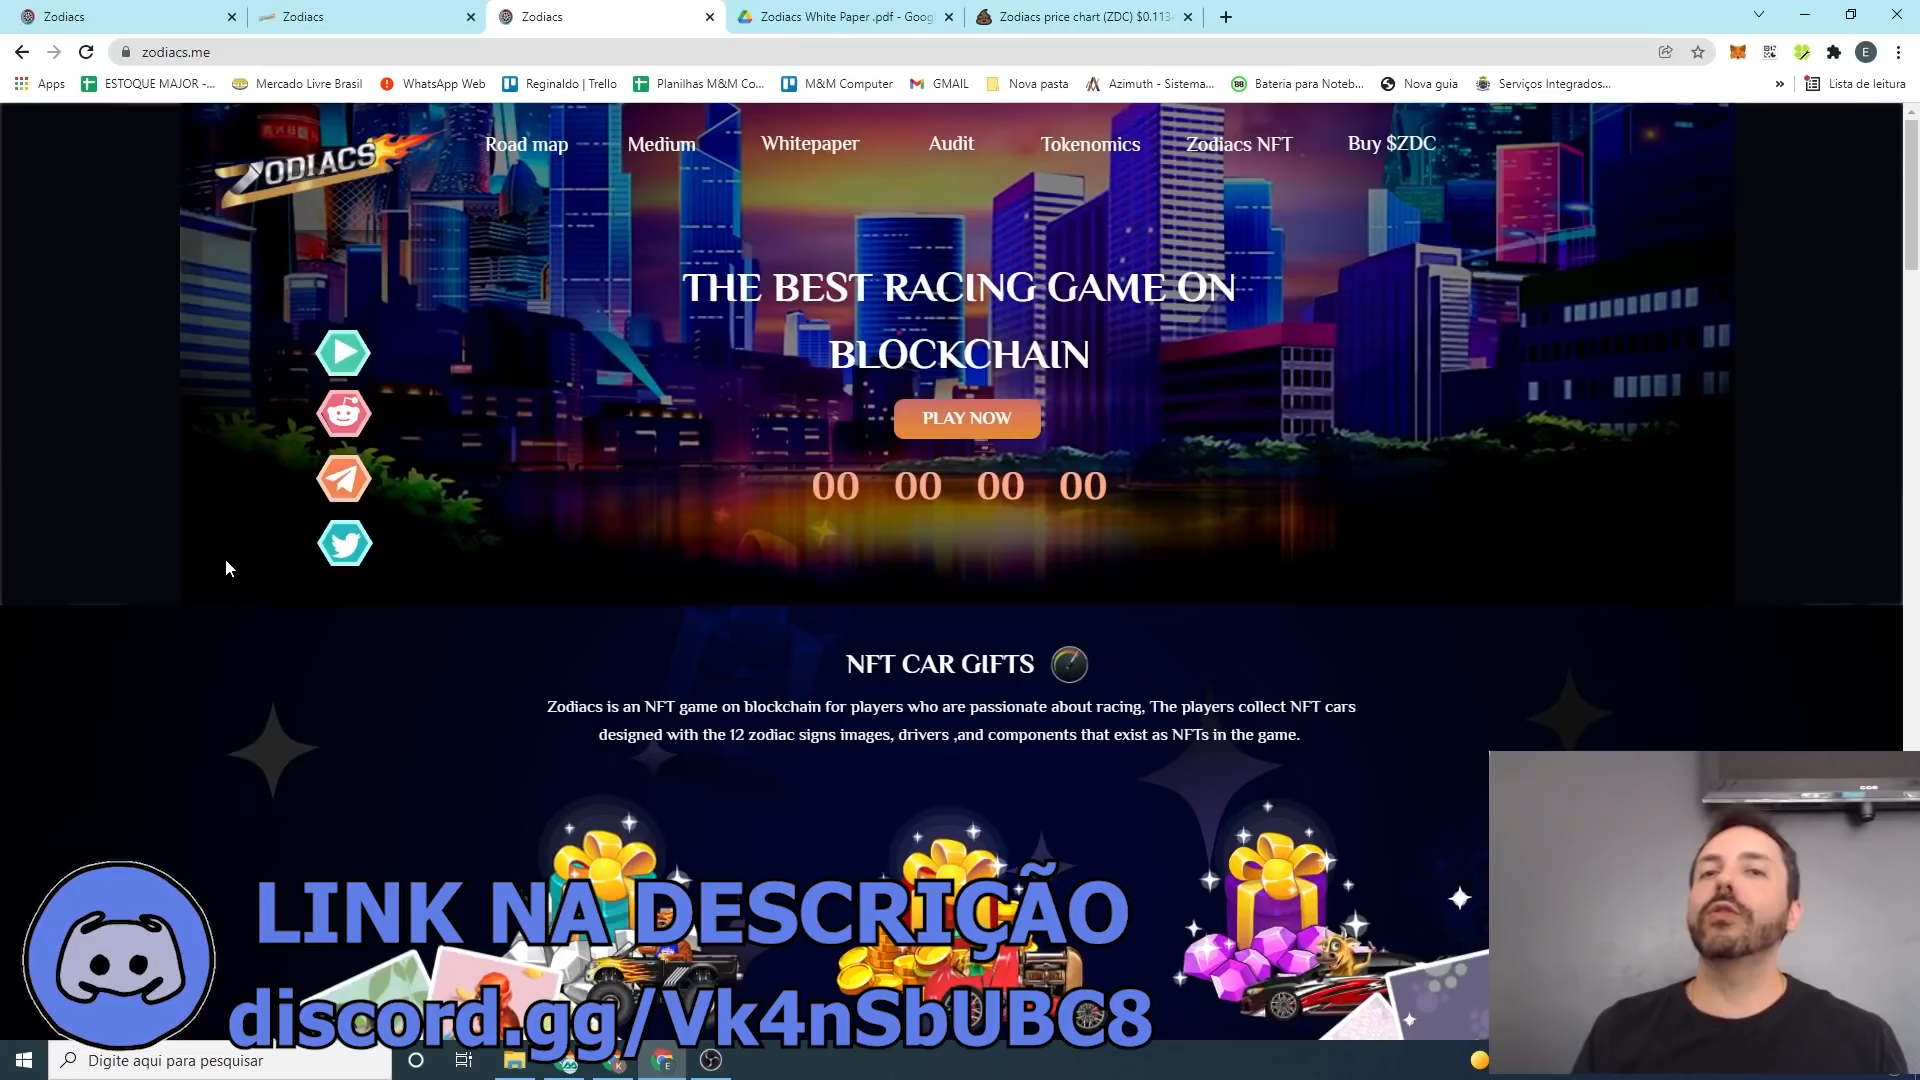 Zodiacs
Zodiacs
Zodiacs
Zodiacs White Paper .pdf - Goog
Zodiacs price chart (ZDC) $0.113
zodiacs.me
E
Apps
ESTOQUE MAJOR -...
Mercado Livre Brasil
WhatsApp Web
Reginaldo | Trello
Planilhas M&M Co...
M&M Computer
GMAIL
Nova pasta
Azimuth - Sistema...
BB
Bateria para Noteb...
Nova guia
Serviços Integrados...
»
Lista de leitura
ZODIACS
Road map
Medium
Whitepaper
Audit
Tokenomics
Zodiacs NFT
Buy $ZDC
THE BEST RACING GAME ON
BLOCKCHAIN
PLAY NOW
00 00 00 00
NFT CAR GIFTS
Zodiacs is an NFT game on blockchain for players who are passionate about racing, The players collect NFT cars
designed with the 12 zodiac signs images, drivers ,and components that exist as NFTs in the game.
LINK NA DESCRIÇÃO
discord.gg/Vk4nSbUBC8
Digite aqui para pesquisar